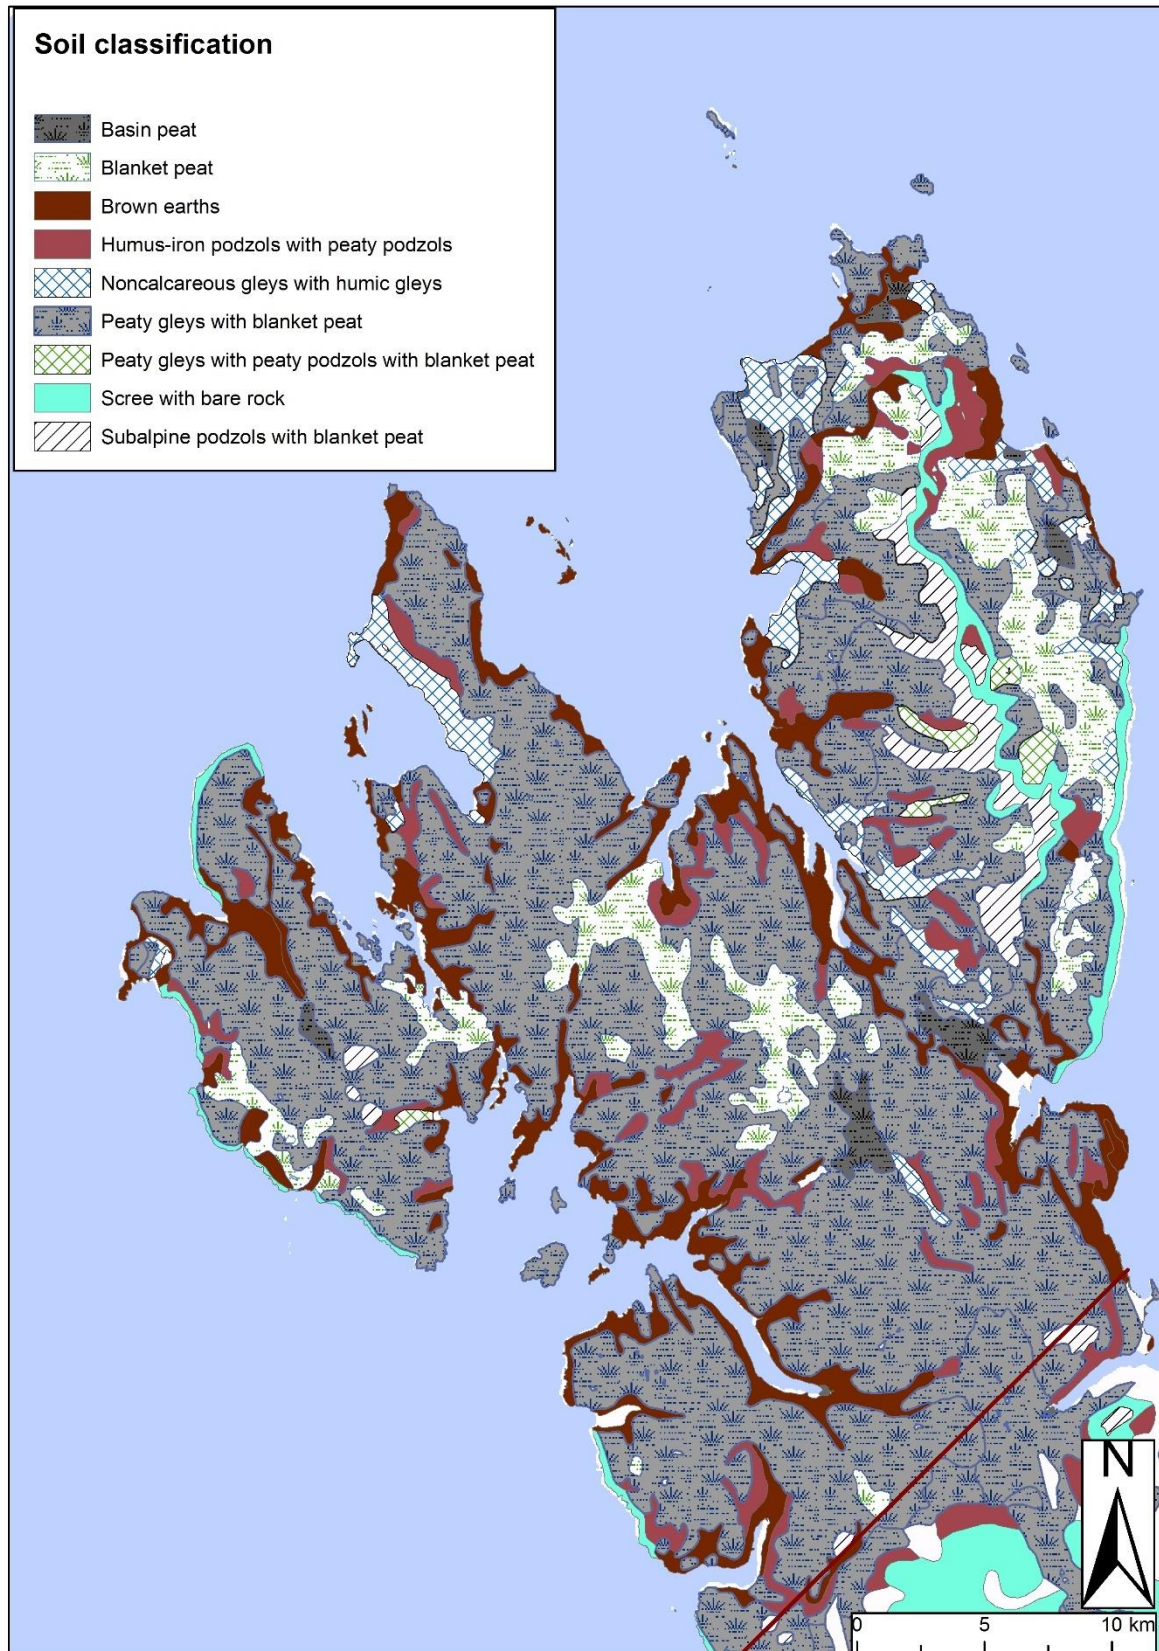 Soil classification
Basin peat
Blanket peat
Brown earths
Humus-iron podzols with peaty podzols
Noncalcareous gleys with humic gleys
Peaty gleys with blanket peat
Peaty gleys with peaty podzols with blanket peat
Scree with bare rock
Subalpine podzols with blanket peat
N
0 5 10 km